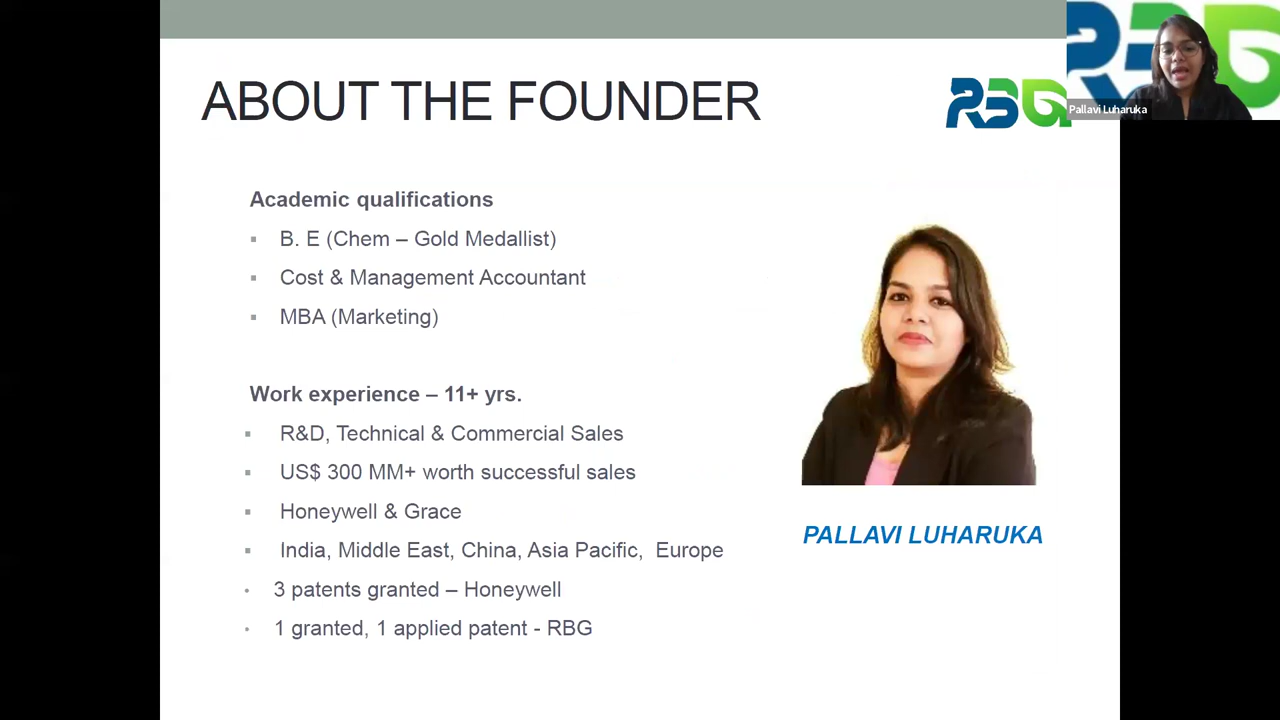 ABOUT THE FOUNDER
RBG
RBG
Pallavi Luharuka
Academic qualifications
B. E (Chem – Gold Medallist)
Cost & Management Accountant
MBA (Marketing)
Work experience – 11+ yrs.
R&D, Technical & Commercial Sales
US$ 300 MM+ worth successful sales
Honeywell & Grace
India, Middle East, China, Asia Pacific, Europe
3 patents granted – Honeywell
1 granted, 1 applied patent - RBG
PALLAVI LUHARUKA